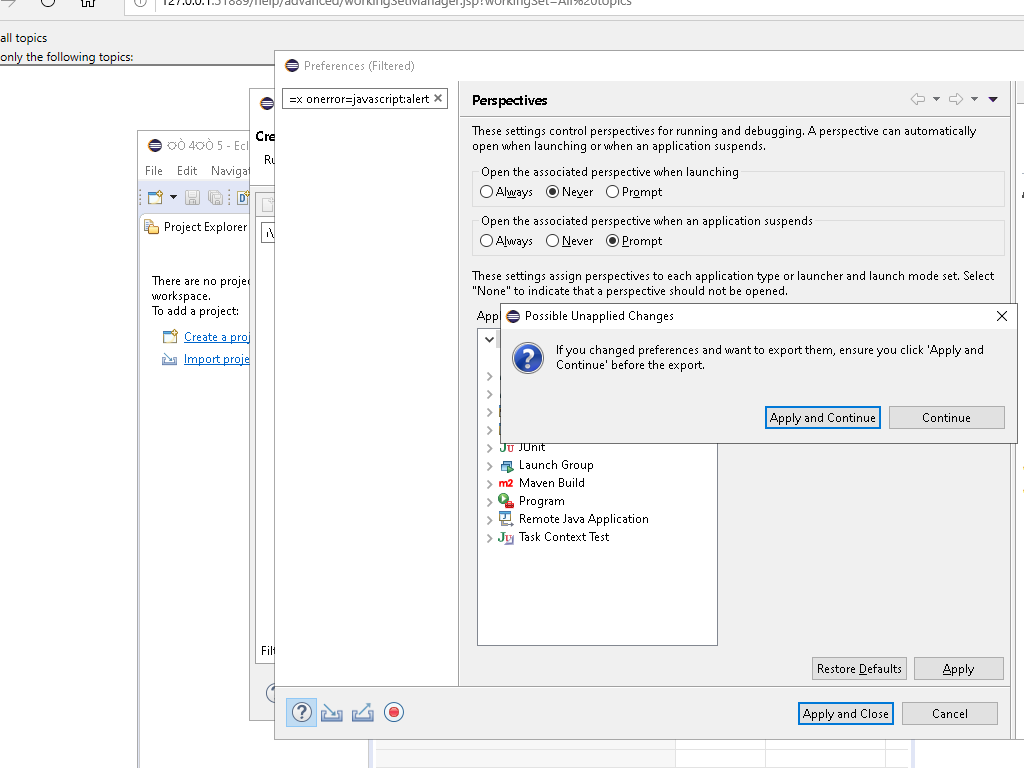 127.0.0.1:51889/help/advanced/workingSetManager.jsp?workingSet=All%20topics
all topics
only the following topics:
Preferences (Filtered)
=x onerror=javascript:alert
Perspectives
These settings control perspectives for running and debugging. A perspective can automatically
open when launching or when an application suspends.
Open the associated perspective when launching
Always Never Prompt
Open the associated perspective when an application suspends
Always Never Prompt
These settings assign perspectives to each application type or launcher and launch mode set. Select
"None" to indicate that a perspective should not be opened.
Appl
Possible Unapplied Changes
If you changed preferences and want to export them, ensure you click 'Apply and
Continue' before the export.
Apply and Continue
Continue
JUnit
Launch Group
m2 Maven Build
Program
Remote Java Application
Task Context Test
Restore Defaults
Apply
Apply and Close
Cancel
Cre
Ru
Filt
- Ecl
File Edit Navigat
Project Explorer
There are no projec
workspace.
To add a project:
Create a proj
Import proje